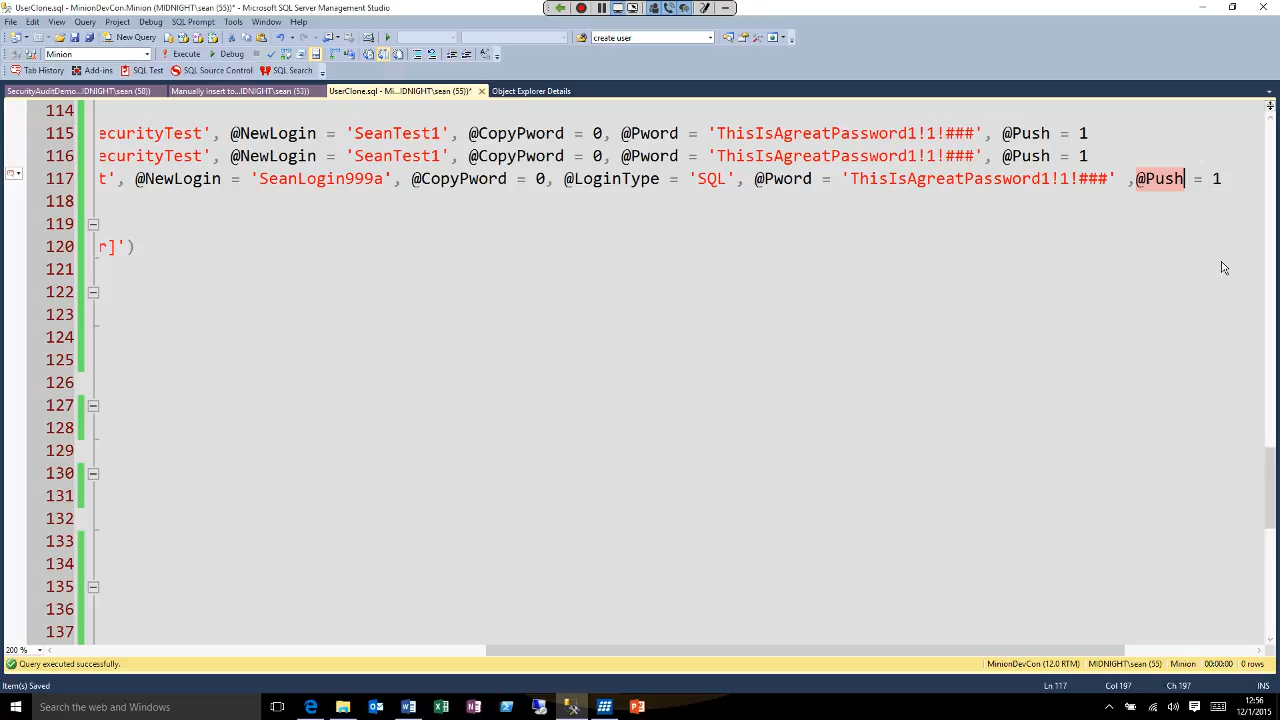 UserClone.sql - MinionDevCon.Minion (MIDNIGHT\sean (55))* - Microsoft SQL Server Management Studio
File Edit View Query Project Debug SQL Prompt Tools Window Help
New Query create user
Minion Execute Debug
Tab History Add-ins SQL Test SQL Source Control SQL Search
SecurityAuditDemo...IDNIGHT\sean (58)) Manually insert to...IDNIGHT\sean (53)) UserClone.sql - Mi...IDNIGHT\sean (55))* Object Explorer Details
114
115 ecurityTest', @NewLogin = 'SeanTest1', @CopyPword = 0, @Pword = 'ThisIsAgreatPassword1!1!###', @Push = 1
116 ecurityTest', @NewLogin = 'SeanTest1', @CopyPword = 0, @Pword = 'ThisIsAgreatPassword1!1!###', @Push = 1
117 t', @NewLogin = 'SeanLogin999a', @CopyPword = 0, @LoginType = 'SQL', @Pword = 'ThisIsAgreatPassword1!1!###' ,@Push = 1
118
119
120 r]')
121
122
123
124
125
126
127
128
129
130
131
132
133
134
135
136
137
200 %
Query executed successfully. MinionDevCon (12.0 RTM) MIDNIGHT\sean (55) Minion 00:00:00 0 rows
Item(s) Saved Ln 117 Col 197 Ch 197 INS
Search the web and Windows 12:56
12/1/2015